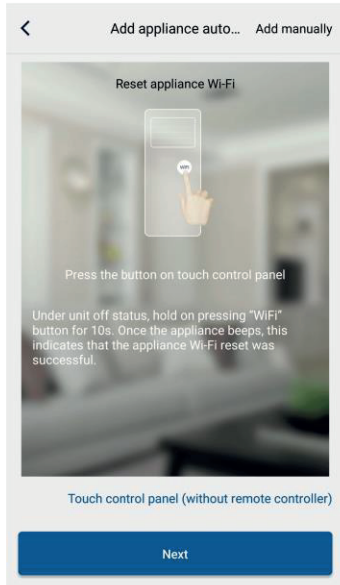 Add appliance auto... Add manually
Reset appliance Wi-Fi
WiFi
Press the button on touch control panel
Under unit off status, hold on pressing "WiFi"
button for 10s. Once the appliance beeps, this
indicates that the appliance Wi-Fi reset was
successful.
Touch control panel (without remote controller)
Next